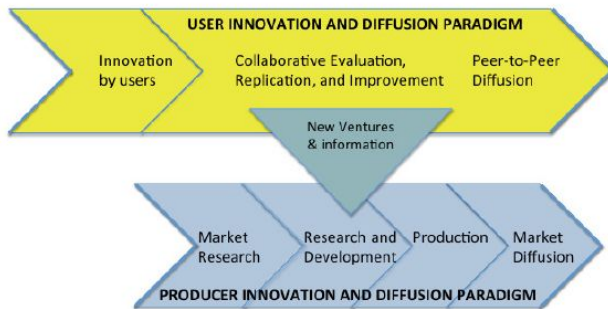 USER INNOVATION AND DIFFUSION PARADIGM
Innovation
by users
Collaborative Evaluation,
Replication, and Improvement
Peer-to-Peer
Diffusion
New Ventures
& information
Market
Research
Research and
Development
Production
Market
Diffusion
PRODUCER INNOVATION AND DIFFUSION PARADIGM